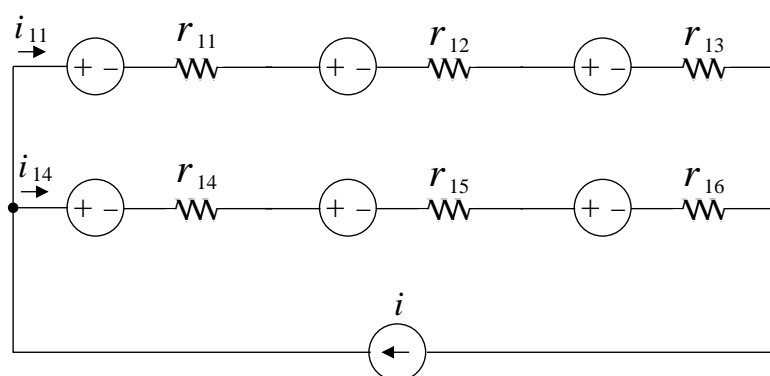 i11 r11 r12 r13
+ - + - + -
i14 r14 r15 r16
+ - + - + -
i